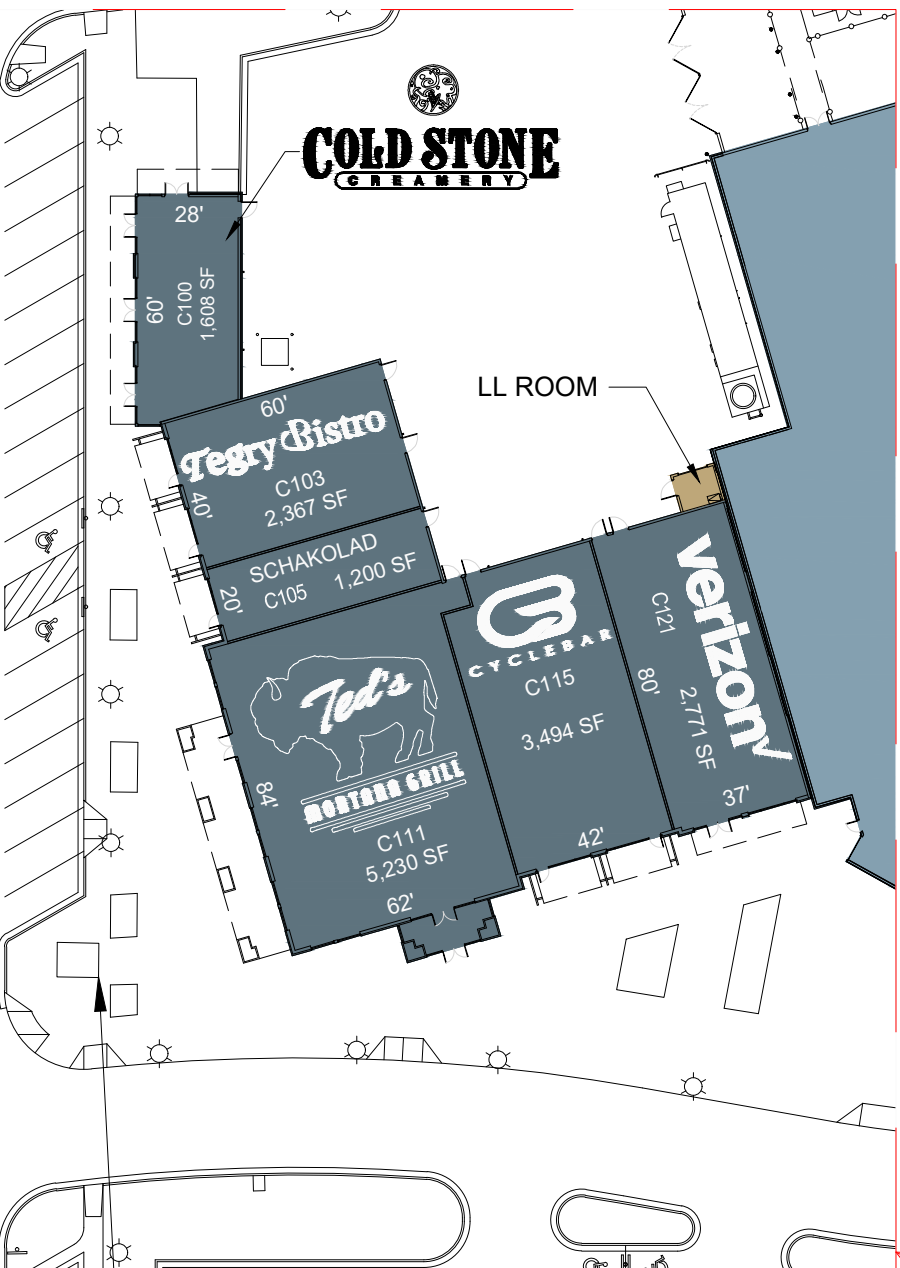 COLD STONE
CREAMERY
28'
60'
C100
1,608 SF
LL ROOM
60'
Tegry Bistro
C103
2,367 SF
40'
SCHAKOLAD
C105 1,200 SF
20'
Ted's
MONTANA GRILL
C111
5,230 SF
84'
62'
CYCLEBAR
C115
3,494 SF
42'
verizon
C121
2,771 SF
80'
37'